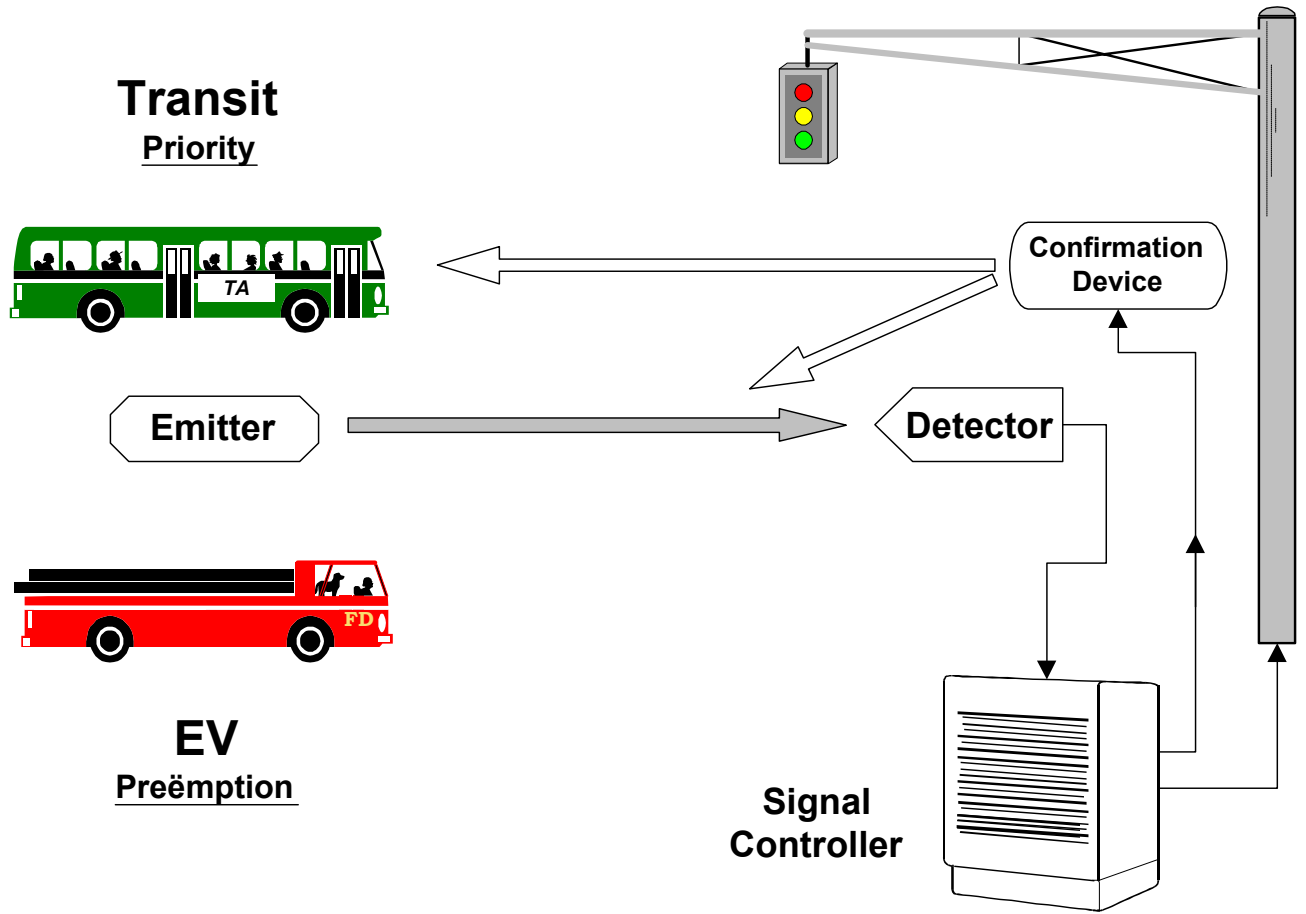 Transit
Priority
TA
Confirmation
Device
Emitter
Detector
FD
EV
Preëmption
Signal
Controller